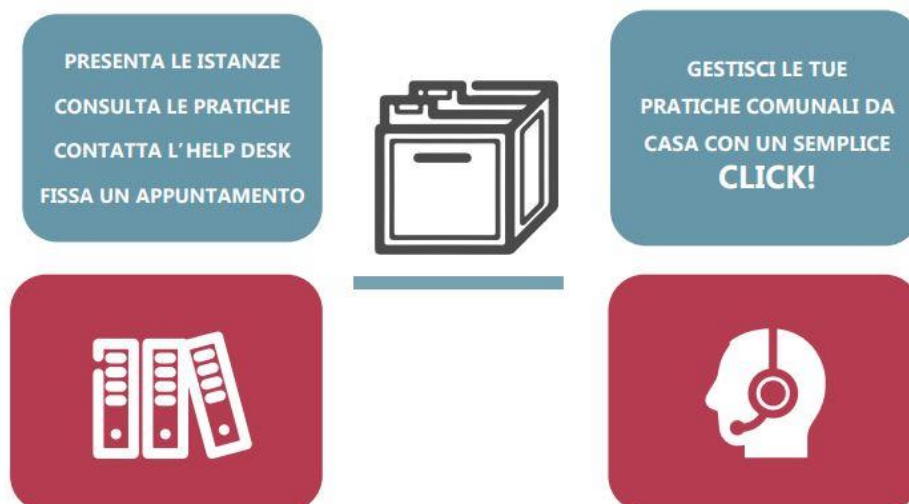 PRESENTA LE ISTANZE
CONSULTA LE PRATICHE
CONTATTA L'HELP DESK
FISSA UN APPUNTAMENTO
GESTISCI LE TUE
PRATICHE COMUNALI DA
CASA CON UN SEMPLICE
CLICK!